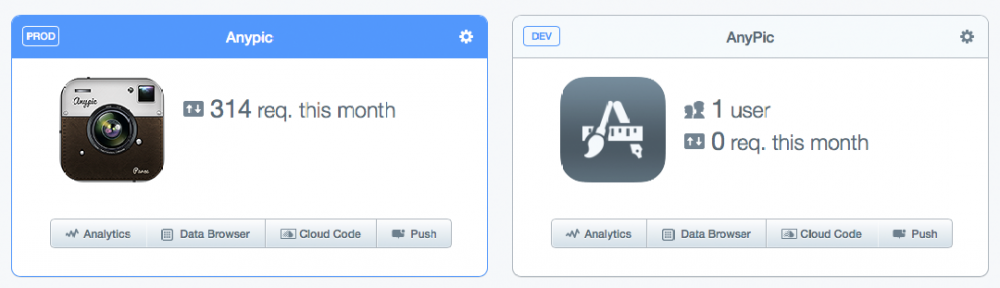 PROD
Anypic
Anypic
314 req. this month
Parse
Analytics
Data Browser
Cloud Code
Push
DEV
AnyPic
1 user
0 req. this month
Analytics
Data Browser
Cloud Code
Push